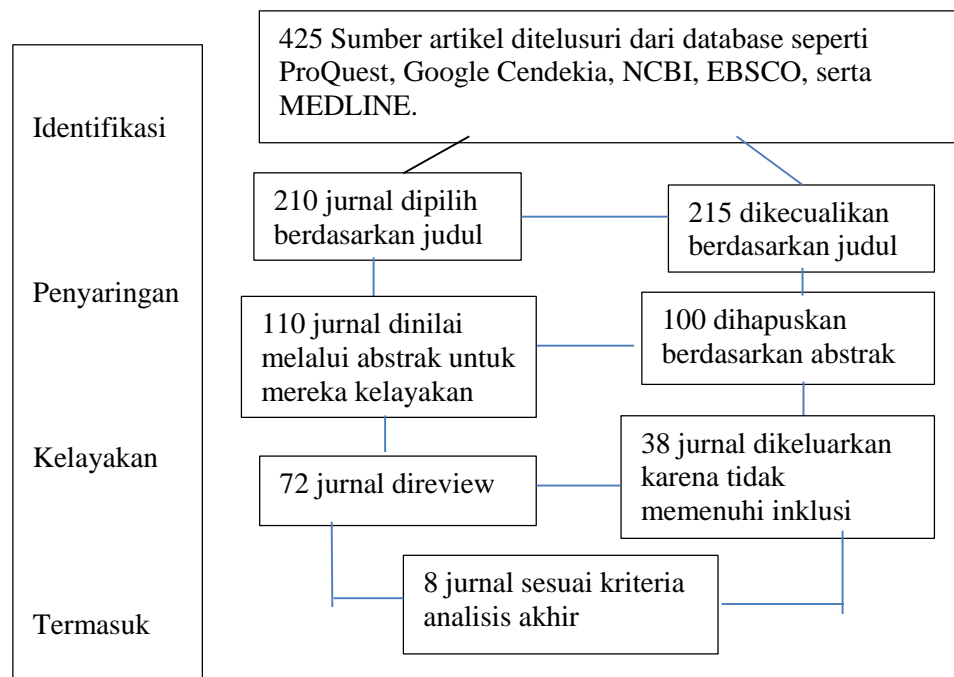 425 Sumber artikel ditelusuri dari database seperti
ProQuest, Google Cendekia, NCBI, EBSCO, serta
MEDLINE.
Identifikasi
210 jurnal dipilih
berdasarkan judul
215 dikecualikan
berdasarkan judul
Penyaringan
110 jurnal dinilai
melalui abstrak untuk
mereka kelayakan
100 dihapuskan
berdasarkan abstrak
Kelayakan
72 jurnal direview
38 jurnal dikeluarkan
karena tidak
memenuhi inklusi
8 jurnal sesuai kriteria
analisis akhir
Termasuk